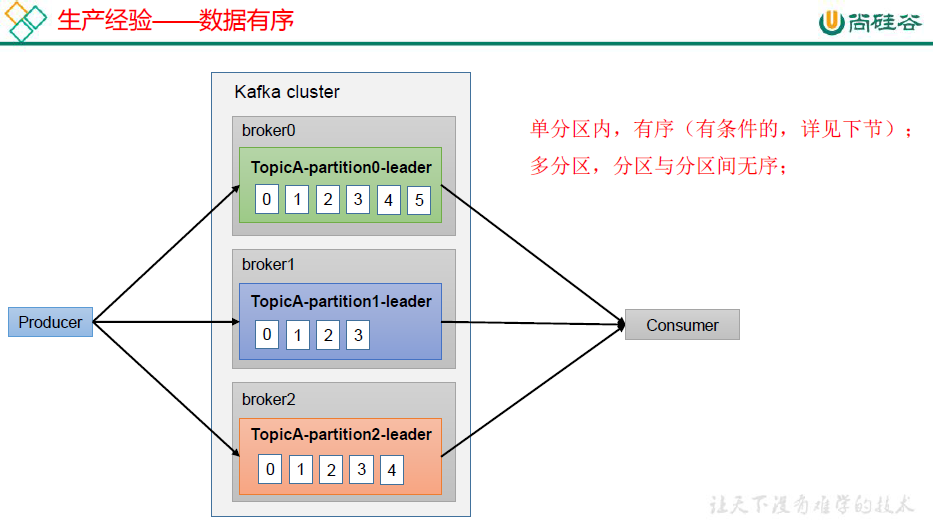 生产经验——数据有序
尚硅谷
Kafka cluster
单分区内，有序（有条件的，详见下节）；
多分区，分区与分区间无序；
broker0
TopicA-partition0-leader
0 1 2 3 4 5
broker1
TopicA-partition1-leader
0 1 2 3
Producer
Consumer
broker2
TopicA-partition2-leader
0 1 2 3 4
让天下没有难学的技术